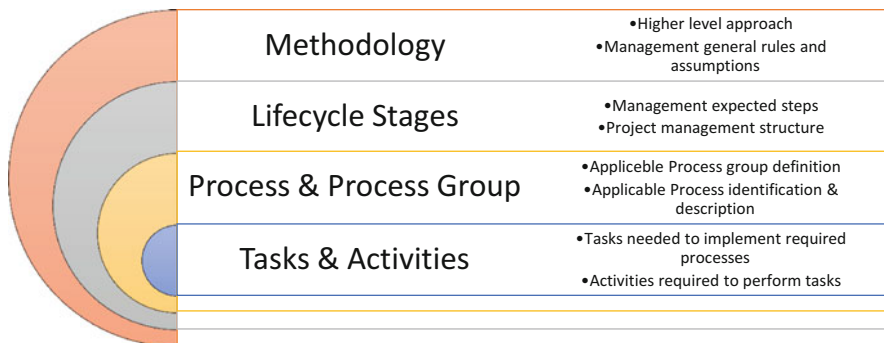 Methodology
•Higher level approach
•Management general rules and
assumptions
Lifecycle Stages
•Management expected steps
•Project management structure
Process & Process Group
•Appliceble Process group definition
•Applicable Process identification &
description
Tasks & Activities
•Tasks needed to implement required
processes
•Activities required to perform tasks